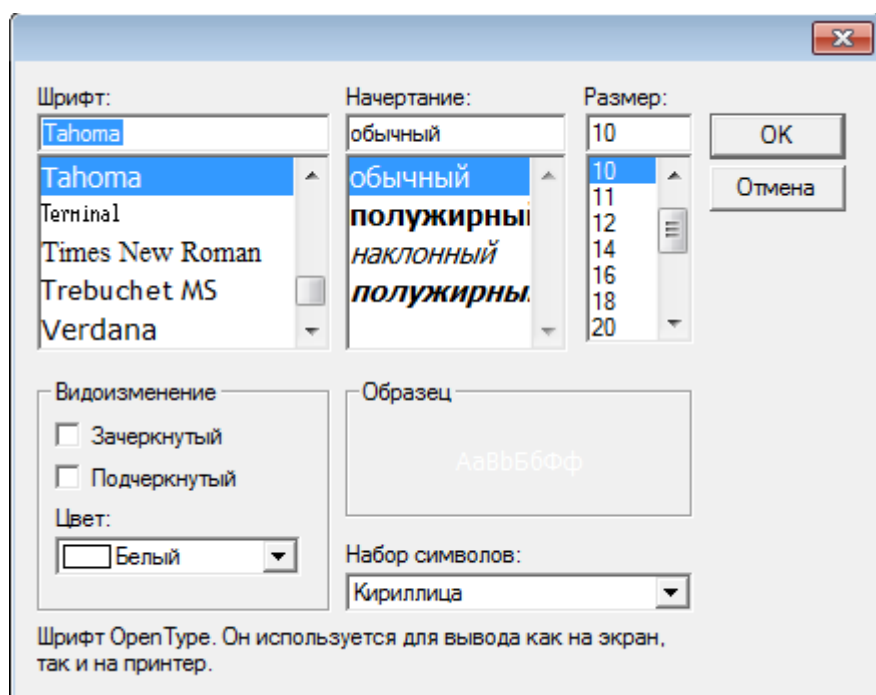 Шрифт:
Tahoma
Tahoma
Terminal
Times New Roman
Trebuchet MS
Verdana
Начертание:
обычный
обычный
полужирный
наклонный
полужирны
Размер:
10
10
11
12
14
16
18
20
OK
Отмена
Видоизменение
Зачеркнутый
Подчеркнутый
Цвет:
Белый
Образец
АаВbБбФф
Набор символов:
Кириллица
Шрифт OpenType. Он используется для вывода как на экран,
так и на принтер.